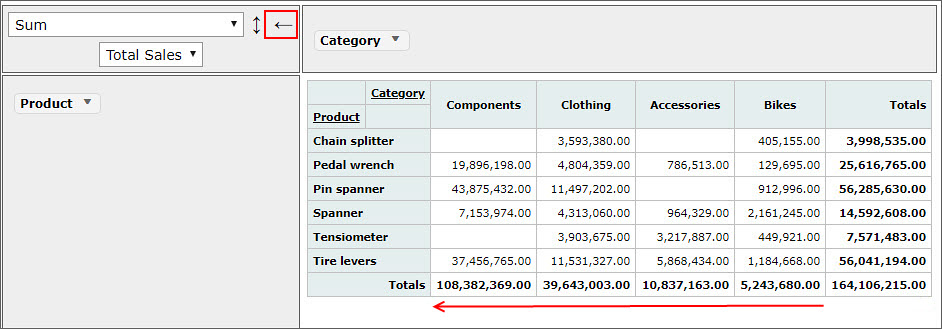 Sum ▾ ↕ ←
Total Sales ▾
Category ▾
Product ▾
Category Components Clothing Accessories Bikes Totals
Product
Chain splitter 3,593,380.00 405,155.00 3,998,535.00
Pedal wrench 19,896,198.00 4,804,359.00 786,513.00 129,695.00 25,616,765.00
Pin spanner 43,875,432.00 11,497,202.00 912,996.00 56,285,630.00
Spanner 7,153,974.00 4,313,060.00 964,329.00 2,161,245.00 14,592,608.00
Tensiometer 3,903,675.00 3,217,887.00 449,921.00 7,571,483.00
Tire levers 37,456,765.00 11,531,327.00 5,868,434.00 1,184,668.00 56,041,194.00
Totals 108,382,369.00 39,643,003.00 10,837,163.00 5,243,680.00 164,106,215.00